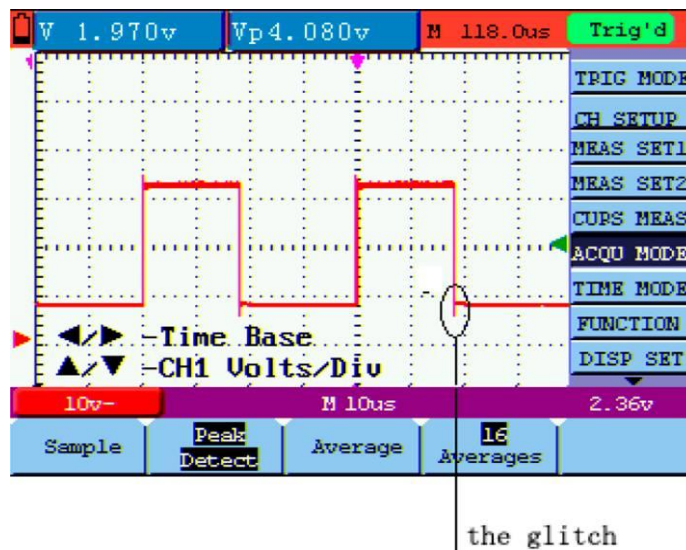 V 1.970v Vp4.080v M 118.0us Trig'd
TRIG MODE
CH SETUP
MEAS SET1
MEAS SET2
CURS MEAS
ACQU MODE
TIME MODE
FUNCTION
DISP SET
◀/▶ -Time Base
▲/▼ -CH1 Volts/Div
10v- M 10us 2.36v
Sample Peak Detect Average 16 Averages
the glitch